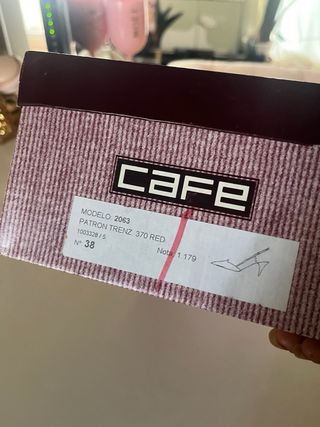 cafe
MODELO 2063
PATRON TRENZ 370 RED
1003328 / 5
Nº 38
Nota: 1.179